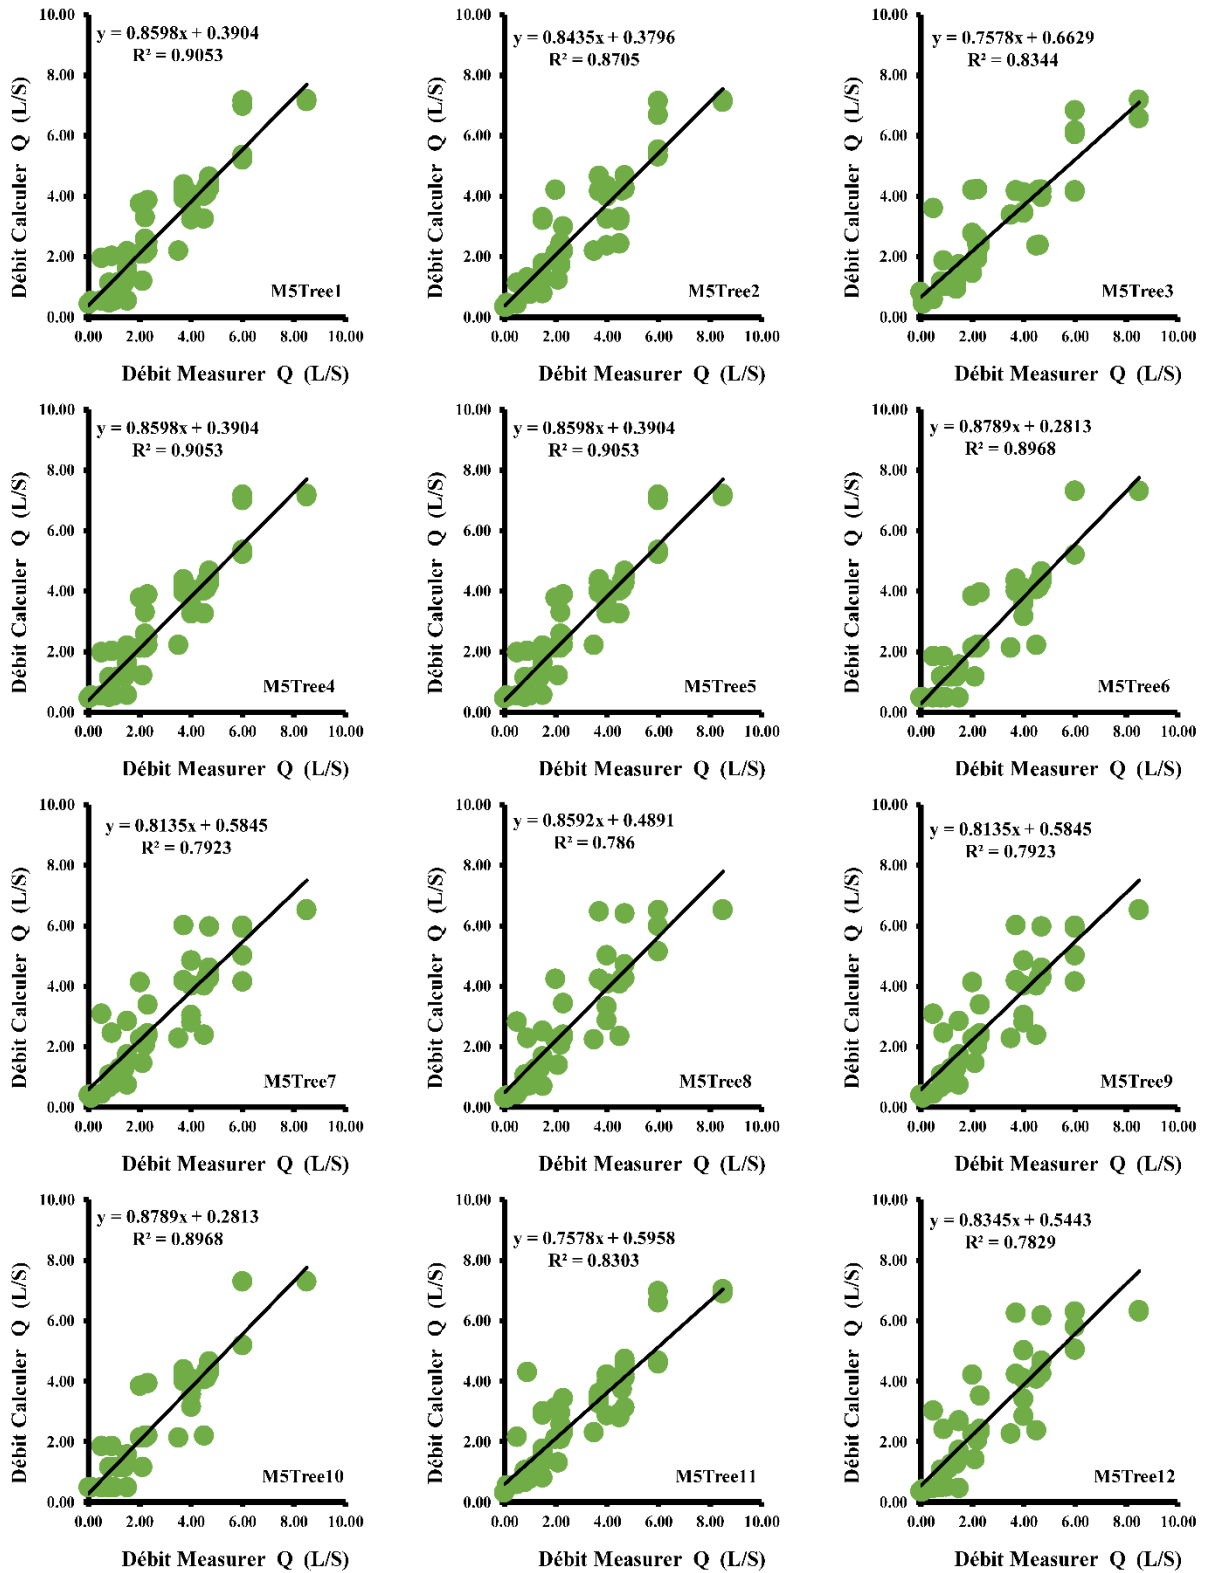 10.00
8.00
6.00
4.00
2.00
0.00
0.00 2.00 4.00 6.00 8.00 10.00
y = 0.8598x + 0.3904
R² = 0.9053
M5Tree1
Débit Calculer Q (L/S)
Débit Measurer Q (L/S)
10.00
8.00
6.00
4.00
2.00
0.00
0.00 2.00 4.00 6.00 8.00 10.00
y = 0.8435x + 0.3796
R² = 0.8705
M5Tree2
Débit Calculer Q (L/S)
Débit Measurer Q (L/S)
10.00
8.00
6.00
4.00
2.00
0.00
0.00 2.00 4.00 6.00 8.00 10.00
y = 0.7578x + 0.6629
R² = 0.8344
M5Tree3
Débit Calculer Q (L/S)
Débit Measurer Q (L/S)
10.00
8.00
6.00
4.00
2.00
0.00
0.00 2.00 4.00 6.00 8.00 10.00
y = 0.8598x + 0.3904
R² = 0.9053
M5Tree4
Débit Calculer Q (L/S)
Débit Measurer Q (L/S)
10.00
8.00
6.00
4.00
2.00
0.00
0.00 2.00 4.00 6.00 8.00 10.00
y = 0.8598x + 0.3904
R² = 0.9053
M5Tree5
Débit Calculer Q (L/S)
Débit Measurer Q (L/S)
10.00
8.00
6.00
4.00
2.00
0.00
0.00 2.00 4.00 6.00 8.00 10.00
y = 0.8789x + 0.2813
R² = 0.8968
M5Tree6
Débit Calculer Q (L/S)
Débit Measurer Q (L/S)
10.00
8.00
6.00
4.00
2.00
0.00
0.00 2.00 4.00 6.00 8.00 10.00
y = 0.8135x + 0.5845
R² = 0.7923
M5Tree7
Débit Calculer Q (L/S)
Débit Measurer Q (L/S)
10.00
8.00
6.00
4.00
2.00
0.00
0.00 2.00 4.00 6.00 8.00 10.00
y = 0.8592x + 0.4891
R² = 0.786
M5Tree8
Débit Calculer Q (L/S)
Débit Measurer Q (L/S)
10.00
8.00
6.00
4.00
2.00
0.00
0.00 2.00 4.00 6.00 8.00 10.00
y = 0.8135x + 0.5845
R² = 0.7923
M5Tree9
Débit Calculer Q (L/S)
Débit Measurer Q (L/S)
10.00
8.00
6.00
4.00
2.00
0.00
0.00 2.00 4.00 6.00 8.00 10.00
y = 0.8789x + 0.2813
R² = 0.8968
M5Tree10
Débit Calculer Q (L/S)
Débit Measurer Q (L/S)
10.00
8.00
6.00
4.00
2.00
0.00
0.00 2.00 4.00 6.00 8.00 10.00
y = 0.7578x + 0.5958
R² = 0.8303
M5Tree11
Débit Calculer Q (L/S)
Débit Measurer Q (L/S)
10.00
8.00
6.00
4.00
2.00
0.00
0.00 2.00 4.00 6.00 8.00 10.00
y = 0.8345x + 0.5443
R² = 0.7829
M5Tree12
Débit Calculer Q (L/S)
Débit Measurer Q (L/S)